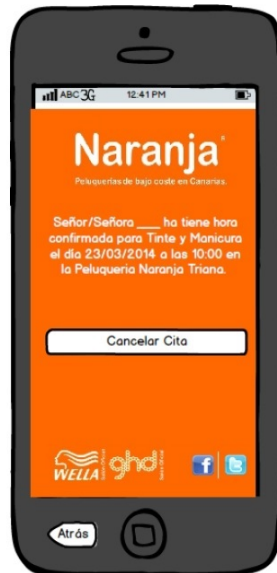 ABC 3G 12:41 PM
Naranja
Peluquerías de bajo coste en Canarias.
Señor/Señora ___ ha tiene hora
confirmada para Tinte y Manicura
el día 23/03/2014 a las 10:00 en
la Peluqueria Naranja Triana.
Cancelar Cita
WELLA ghd f t
Atrás